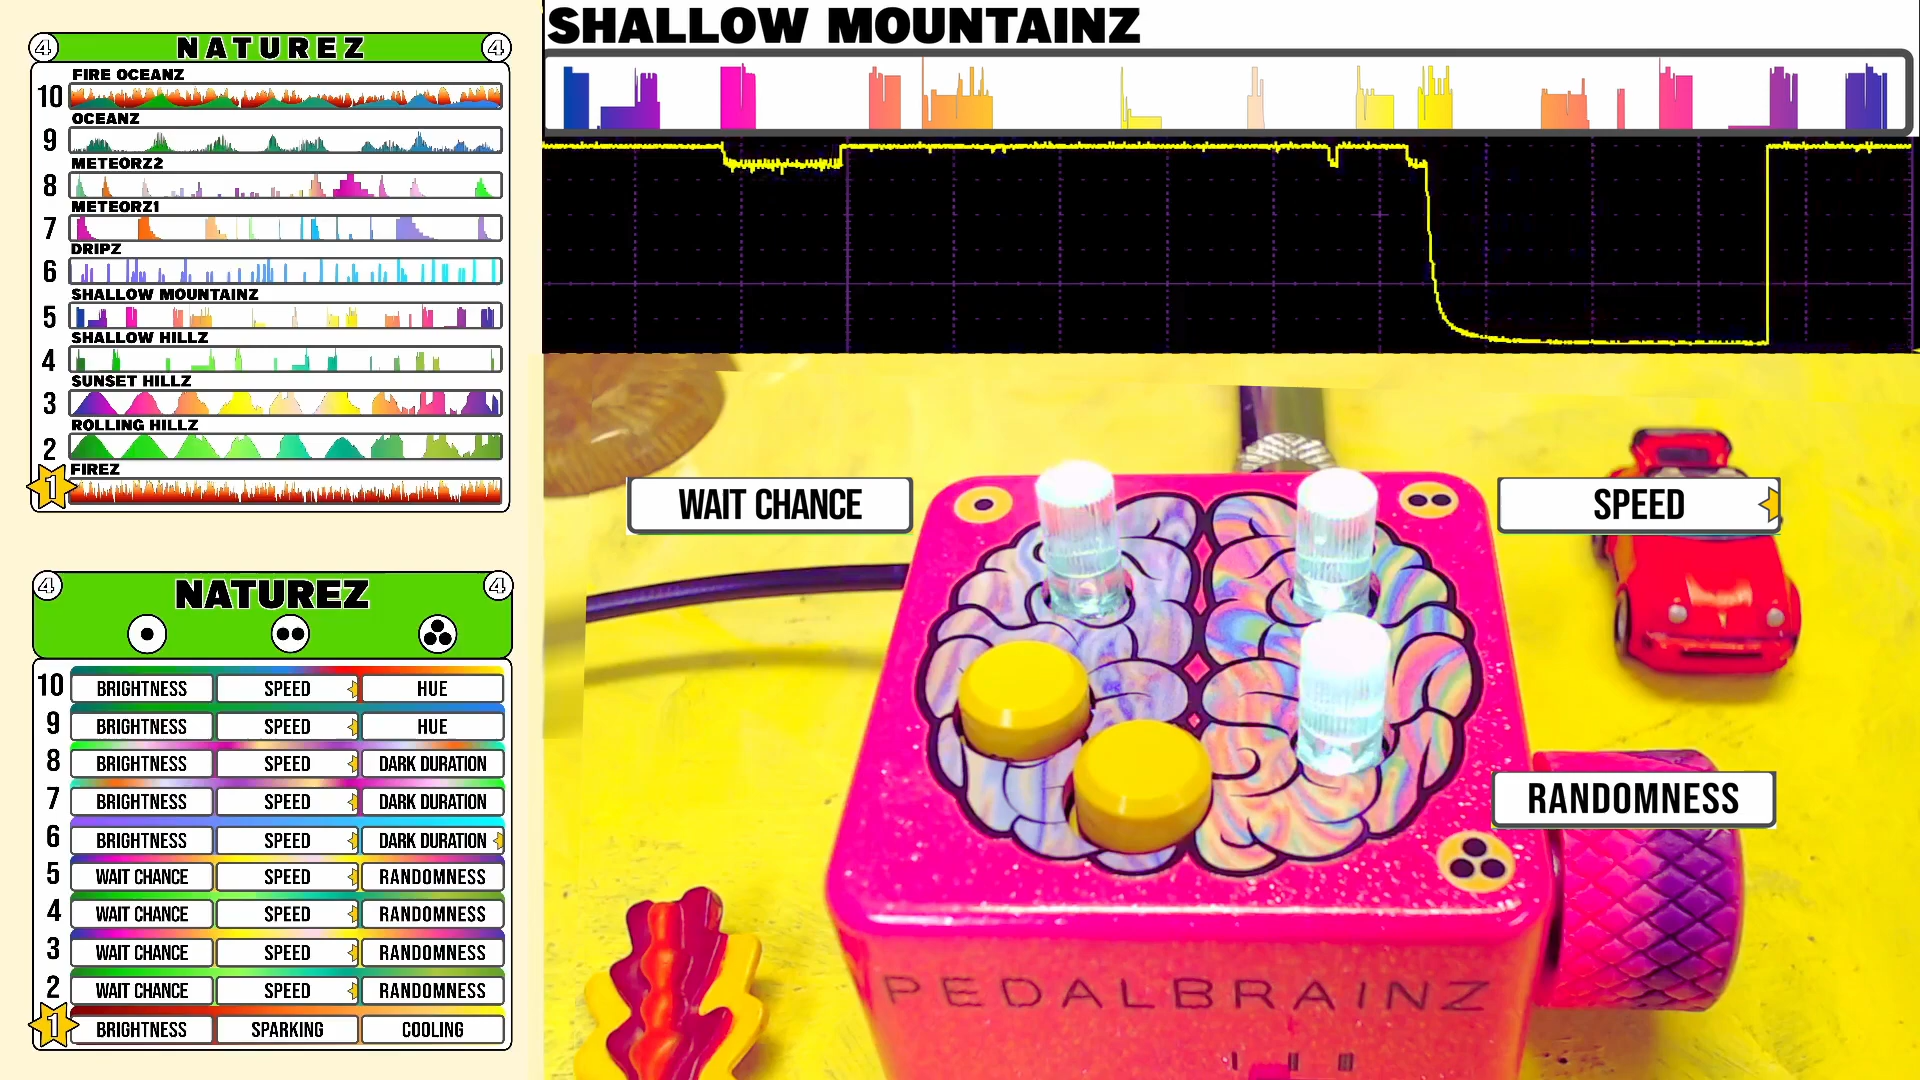 4 NATUREZ 4
FIRE OCEANZ
10
OCEANZ
9
METEORZ2
8
METEORZ1
7
DRIPZ
6
SHALLOW MOUNTAINZ
5
SHALLOW HILLZ
4
SUNSET HILLZ
3
ROLLING HILLZ
2
FIREZ
1
4 NATUREZ 4
10 BRIGHTNESS SPEED HUE
9 BRIGHTNESS SPEED HUE
8 BRIGHTNESS SPEED DARK DURATION
7 BRIGHTNESS SPEED DARK DURATION
6 BRIGHTNESS SPEED DARK DURATION
5 WAIT CHANCE SPEED RANDOMNESS
4 WAIT CHANCE SPEED RANDOMNESS
3 WAIT CHANCE SPEED RANDOMNESS
2 WAIT CHANCE SPEED RANDOMNESS
1 BRIGHTNESS SPARKING COOLING
SHALLOW MOUNTAINZ
WAIT CHANCE
SPEED
RANDOMNESS
PEDALBRAINZ